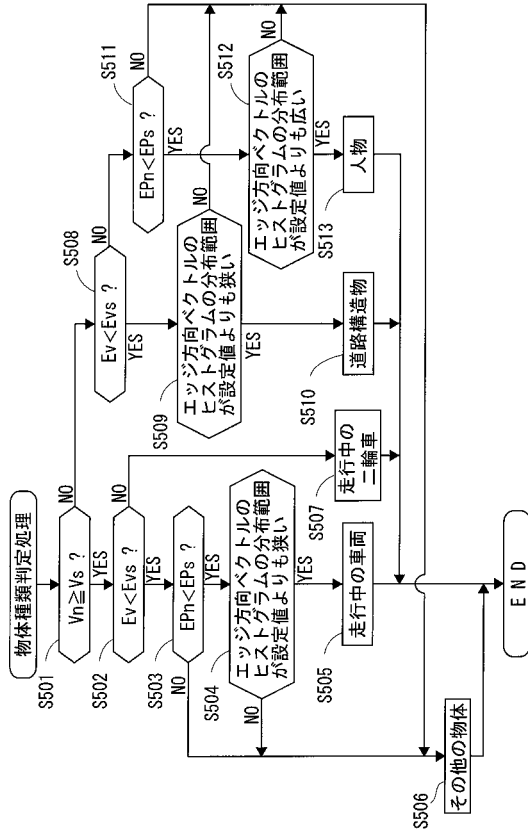 物体種類判定処理
S501
Vn≧Vs ?
NO
YES
S502
Ev<Evs ?
NO
YES
S503
EPn<EPs ?
NO
YES
S504
エッジ方向ベクトルの
ヒストグラムの分布範囲
が設定値よりも狭い
NO
YES
S505
走行中の車両
S506
その他の物体
S507
走行中の
二輪車
S508
Ev<Evs ?
NO
YES
S509
エッジ方向ベクトルの
ヒストグラムの分布範囲
が設定値よりも狭い
NO
YES
S510
道路構造物
S511
EPn<EPs ?
NO
YES
S512
エッジ方向ベクトルの
ヒストグラムの分布範囲
が設定値よりも広い
NO
YES
S513
人物
END